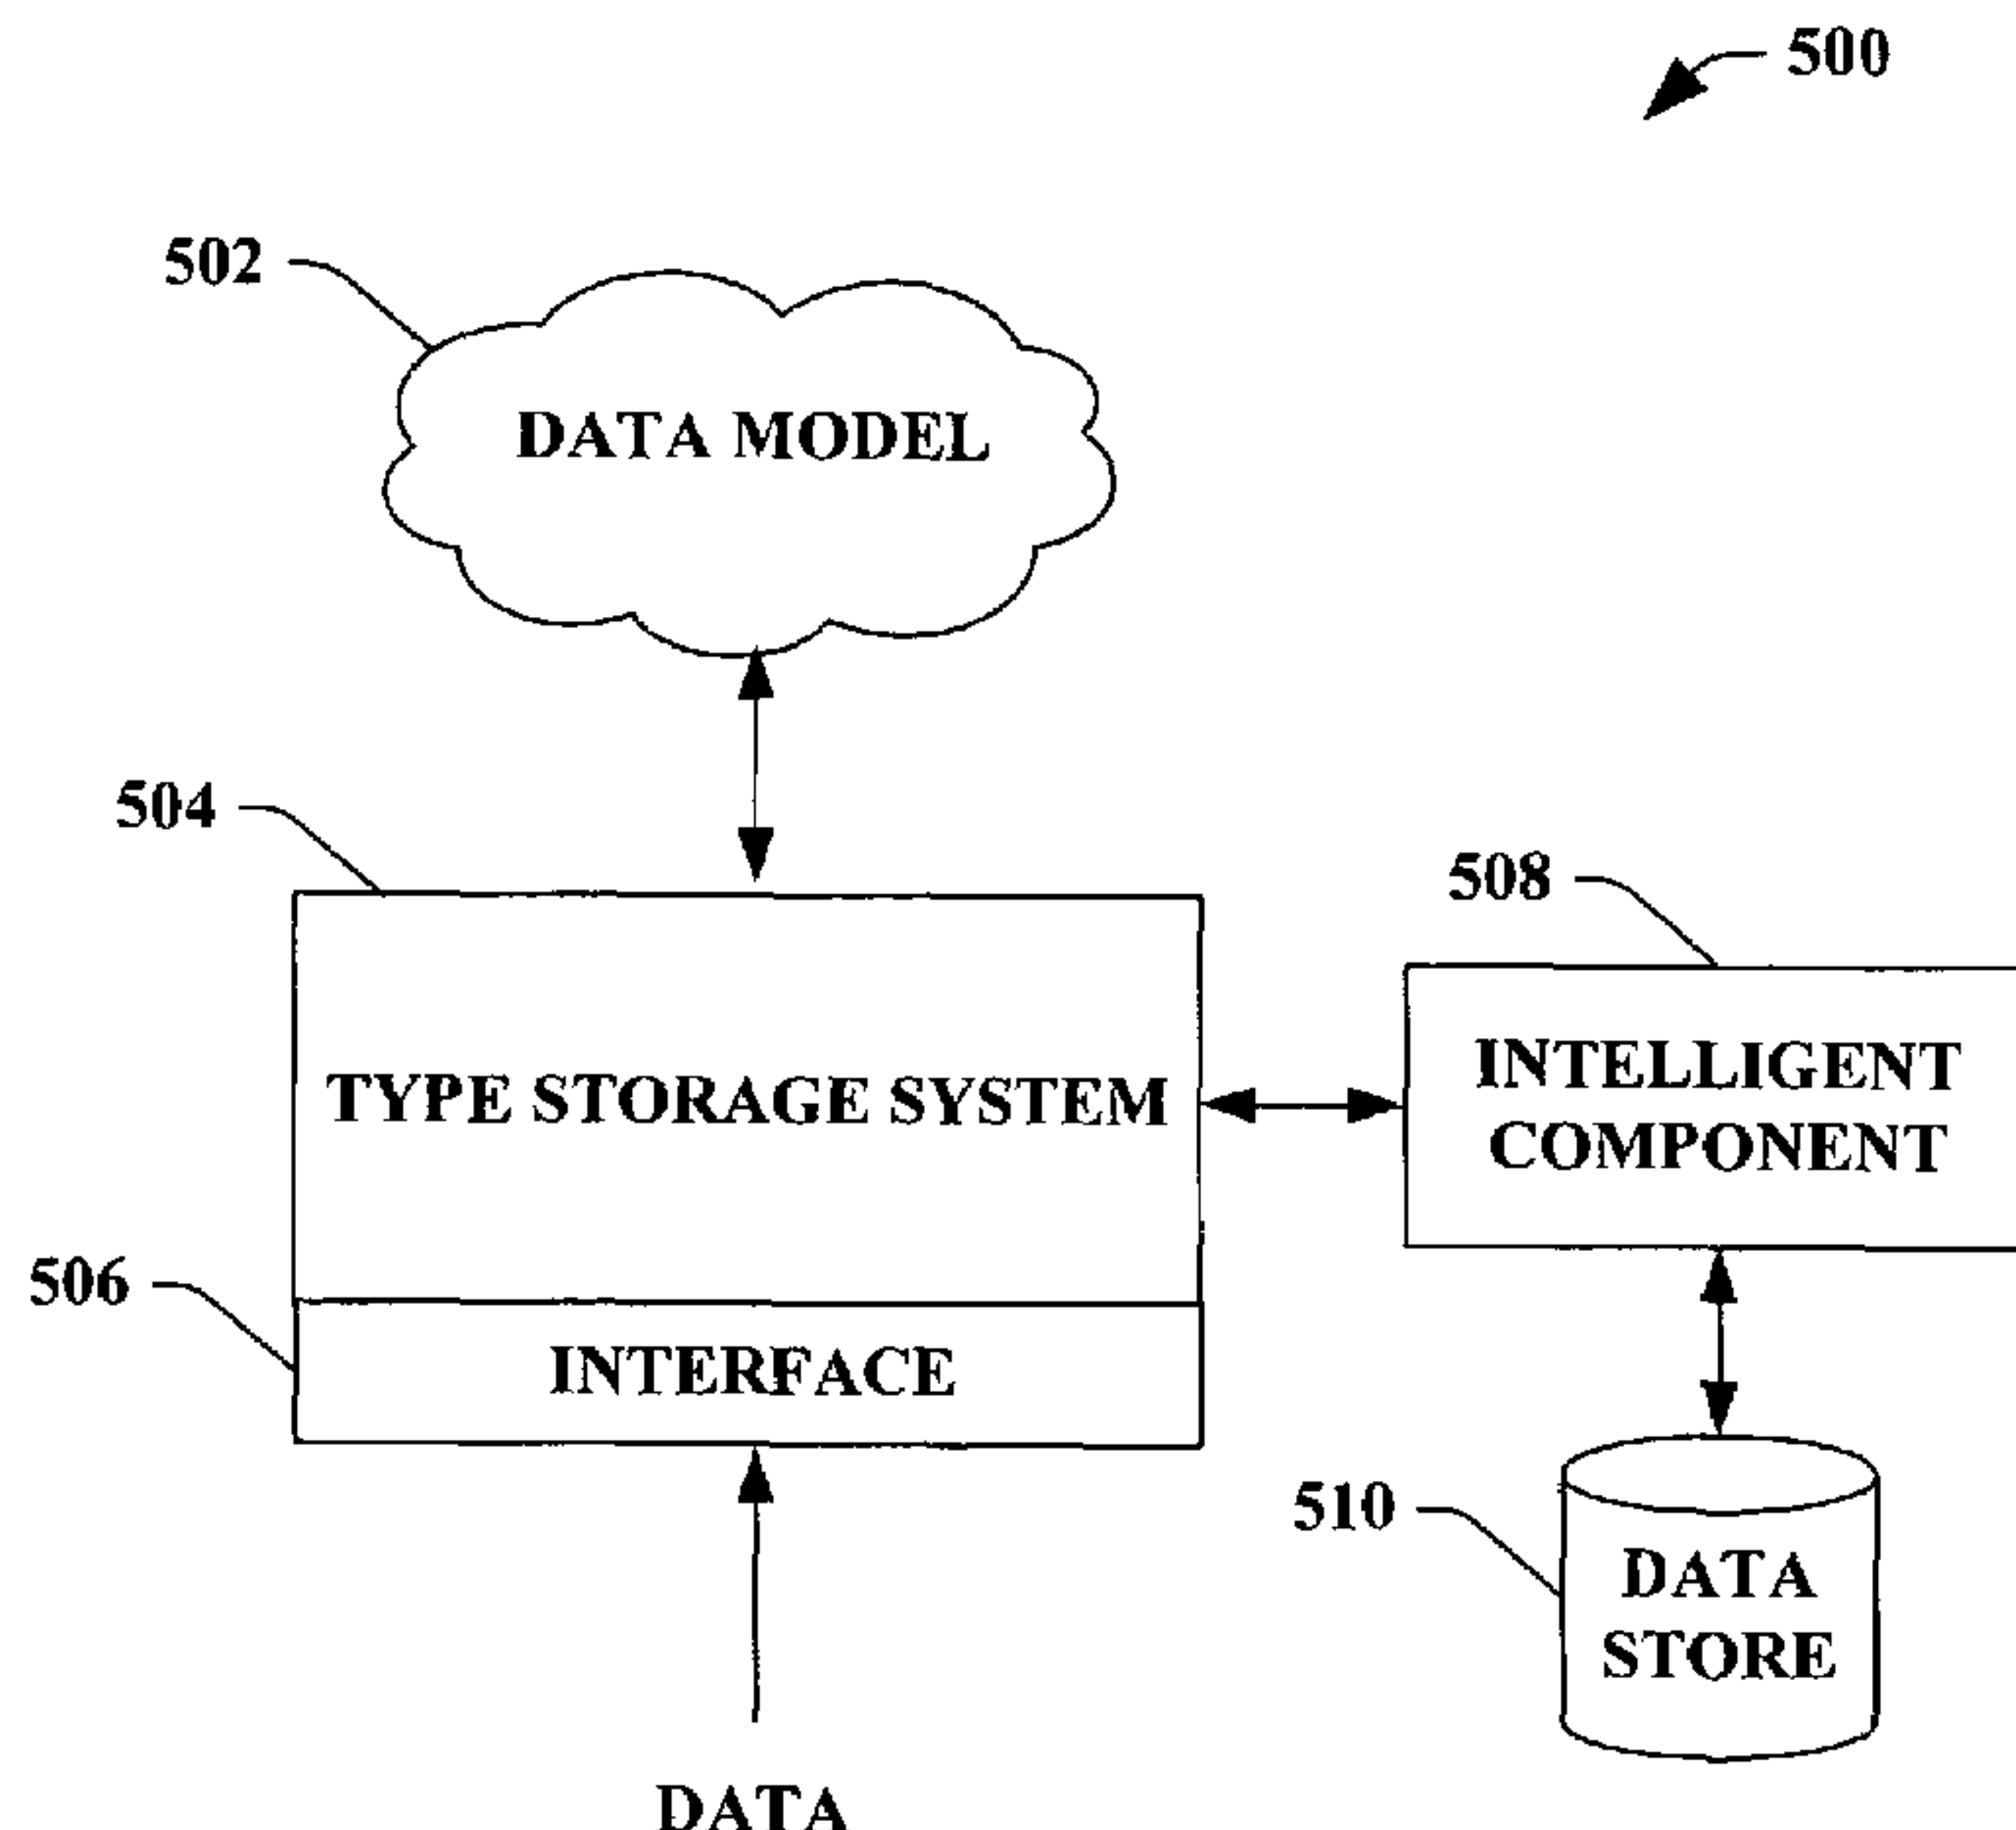 500
502
DATA MODEL
504
508
TYPE STORAGE SYSTEM
INTELLIGENT
COMPONENT
506
INTERFACE
510
DATA
STORE
DATA